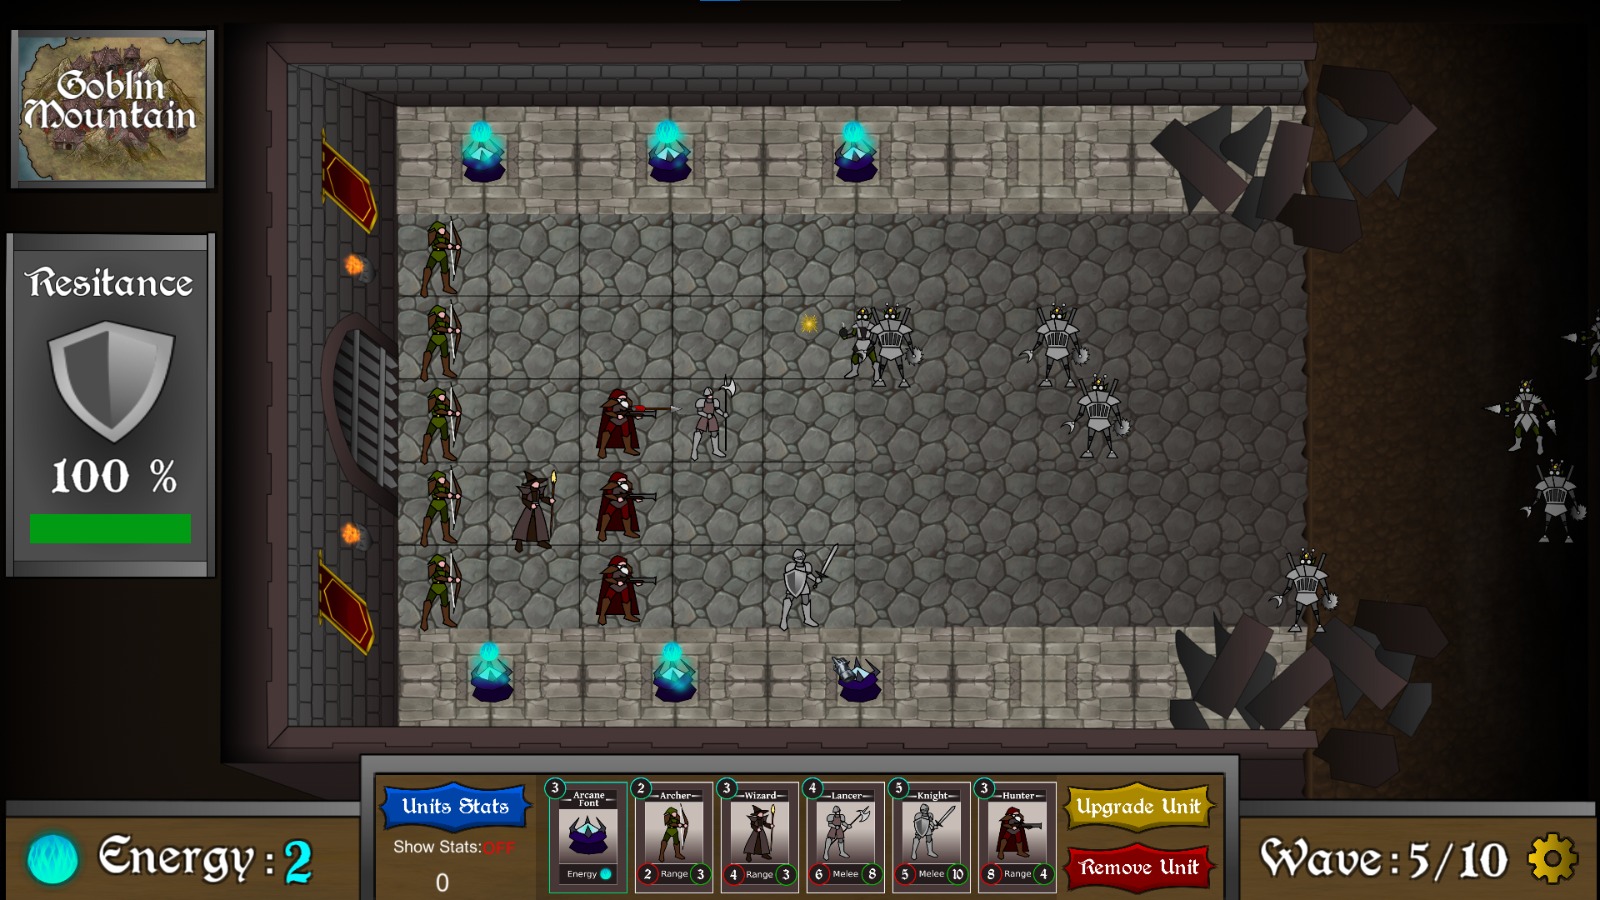 Goblin
Mountain
Resitance
100 %
Energy: 2
Units Stats
Show Stats:OFF
0
3
Arcane
Font
Energy
2
Archer
2 Range 3
3
Wizard
4 Range 3
4
Lancer
6 Melee 8
5
Knight
5 Melee 10
3
Hunter
8 Range 4
Upgrade Unit
Remove Unit
Wave: 5/10